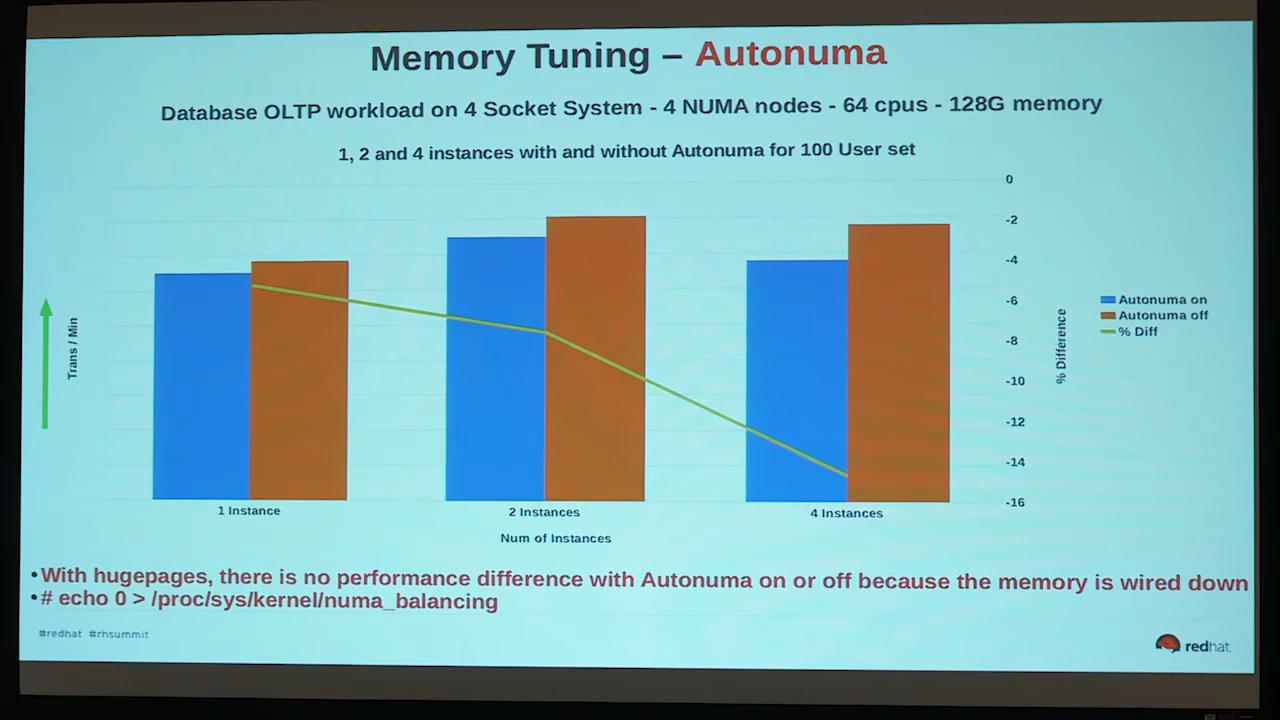 Memory Tuning – Autonuma
Database OLTP workload on 4 Socket System - 4 NUMA nodes - 64 cpus - 128G memory
1, 2 and 4 instances with and without Autonuma for 100 User set
Trans / Min
0
-2
-4
-6
-8
-10
-12
-14
-16
% Difference
Autonuma on
Autonuma off
% Diff
1 Instance
2 Instances
4 Instances
Num of Instances
•With hugepages, there is no performance difference with Autonuma on or off because the memory is wired down
•# echo 0 > /proc/sys/kernel/numa_balancing
#redhat #rhsummit
redhat.